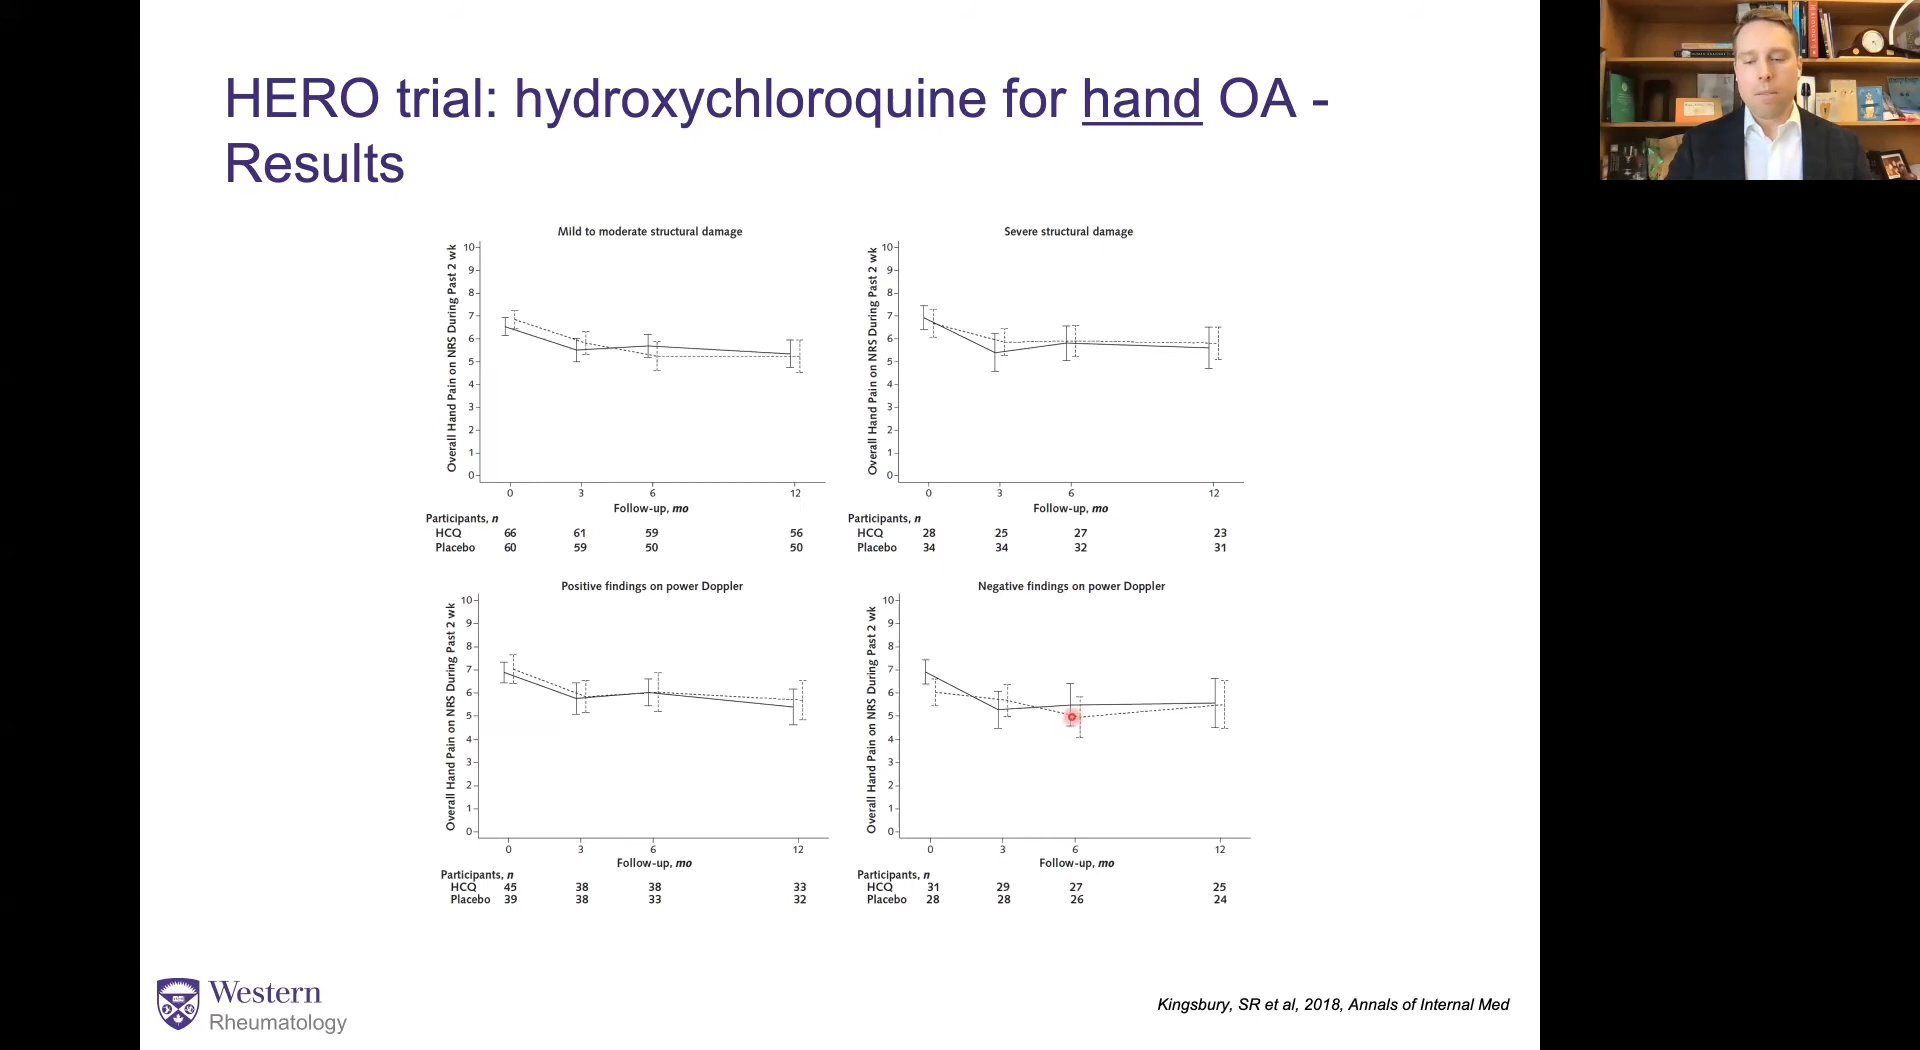 HERO trial: hydroxychloroquine for hand OA -
Results
Mild to moderate structural damage
Overall Hand Pain on NRS During Past 2 wk
10
9
8
7
6
5
4
3
2
1
0
0 3 6 12
Follow-up, mo
Participants, n
HCQ 66 61 59 56
Placebo 60 59 50 50
Severe structural damage
Overall Hand Pain on NRS During Past 2 wk
10
9
8
7
6
5
4
3
2
1
0
0 3 6 12
Follow-up, mo
Participants, n
HCQ 28 25 27 23
Placebo 34 34 32 31
Positive findings on power Doppler
Overall Hand Pain on NRS During Past 2 wk
10
9
8
7
6
5
4
3
2
1
0
0 3 6 12
Follow-up, mo
Participants, n
HCQ 45 38 38 33
Placebo 39 38 33 32
Negative findings on power Doppler
Overall Hand Pain on NRS During Past 2 wk
10
9
8
7
6
5
4
3
2
1
0
0 3 6 12
Follow-up, mo
Participants, n
HCQ 31 29 27 25
Placebo 28 28 26 24
Western
Rheumatology
Kingsbury, SR et al, 2018, Annals of Internal Med